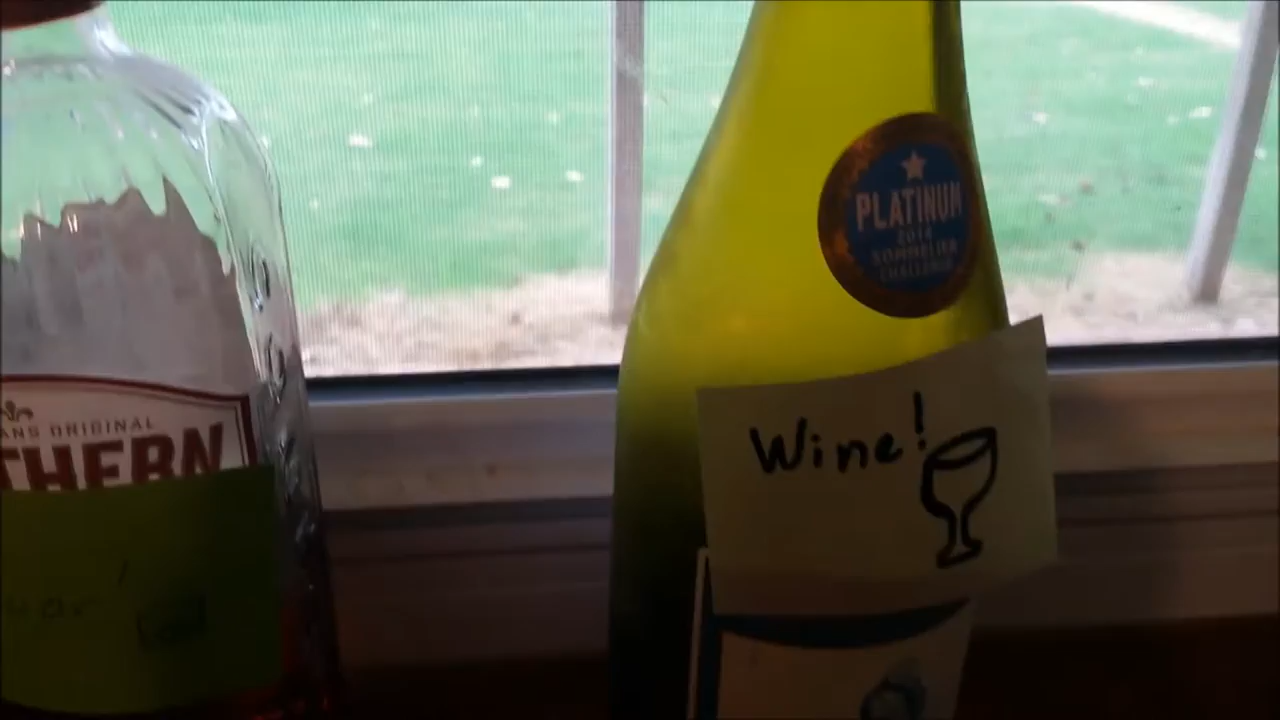 ANS ORIGINAL
THERN
PLATINUM
2014
SOMMELIER
CHALLENGE
Wine!